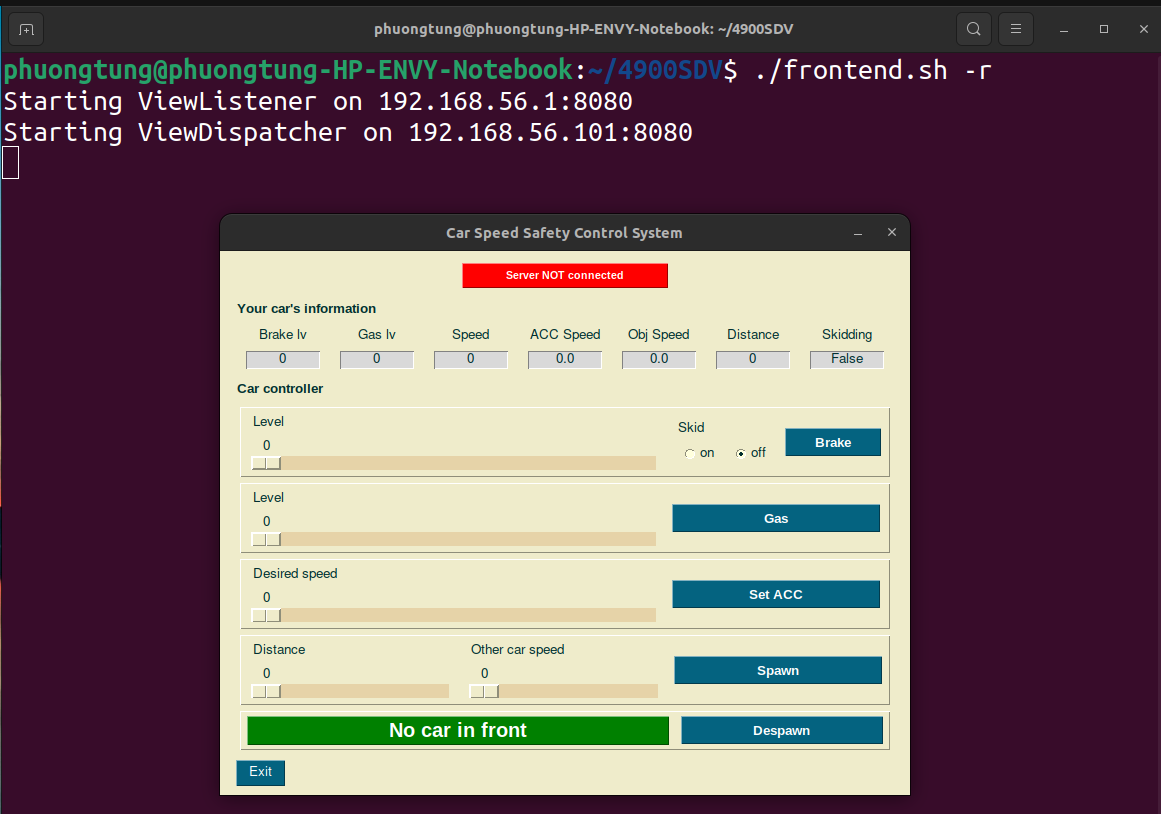 phuongtung@phuongtung-HP-ENVY-Notebook: ~/4900SDV
phuongtung@phuongtung-HP-ENVY-Notebook:~/4900SDV$ ./frontend.sh -r
Starting ViewListener on 192.168.56.1:8080
Starting ViewDispatcher on 192.168.56.101:8080
Car Speed Safety Control System
Server NOT connected
Your car's information
Brake lv Gas lv Speed ACC Speed Obj Speed Distance Skidding
0 0 0 0.0 0.0 0 False
Car controller
Level Skid
0 on off Brake
Level
0 Gas
Desired speed
0 Set ACC
Distance Other car speed
0 0 Spawn
No car in front Despawn
Exit